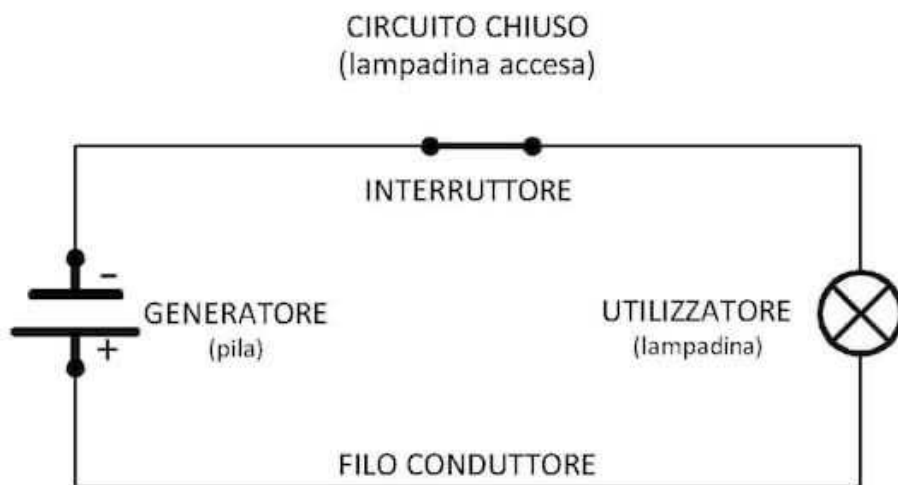 CIRCUITO CHIUSO
(lampadina accesa)
INTERRUTTORE
-
GENERATORE
(pila)
+
UTILIZZATORE
(lampadina)
FILO CONDUTTORE